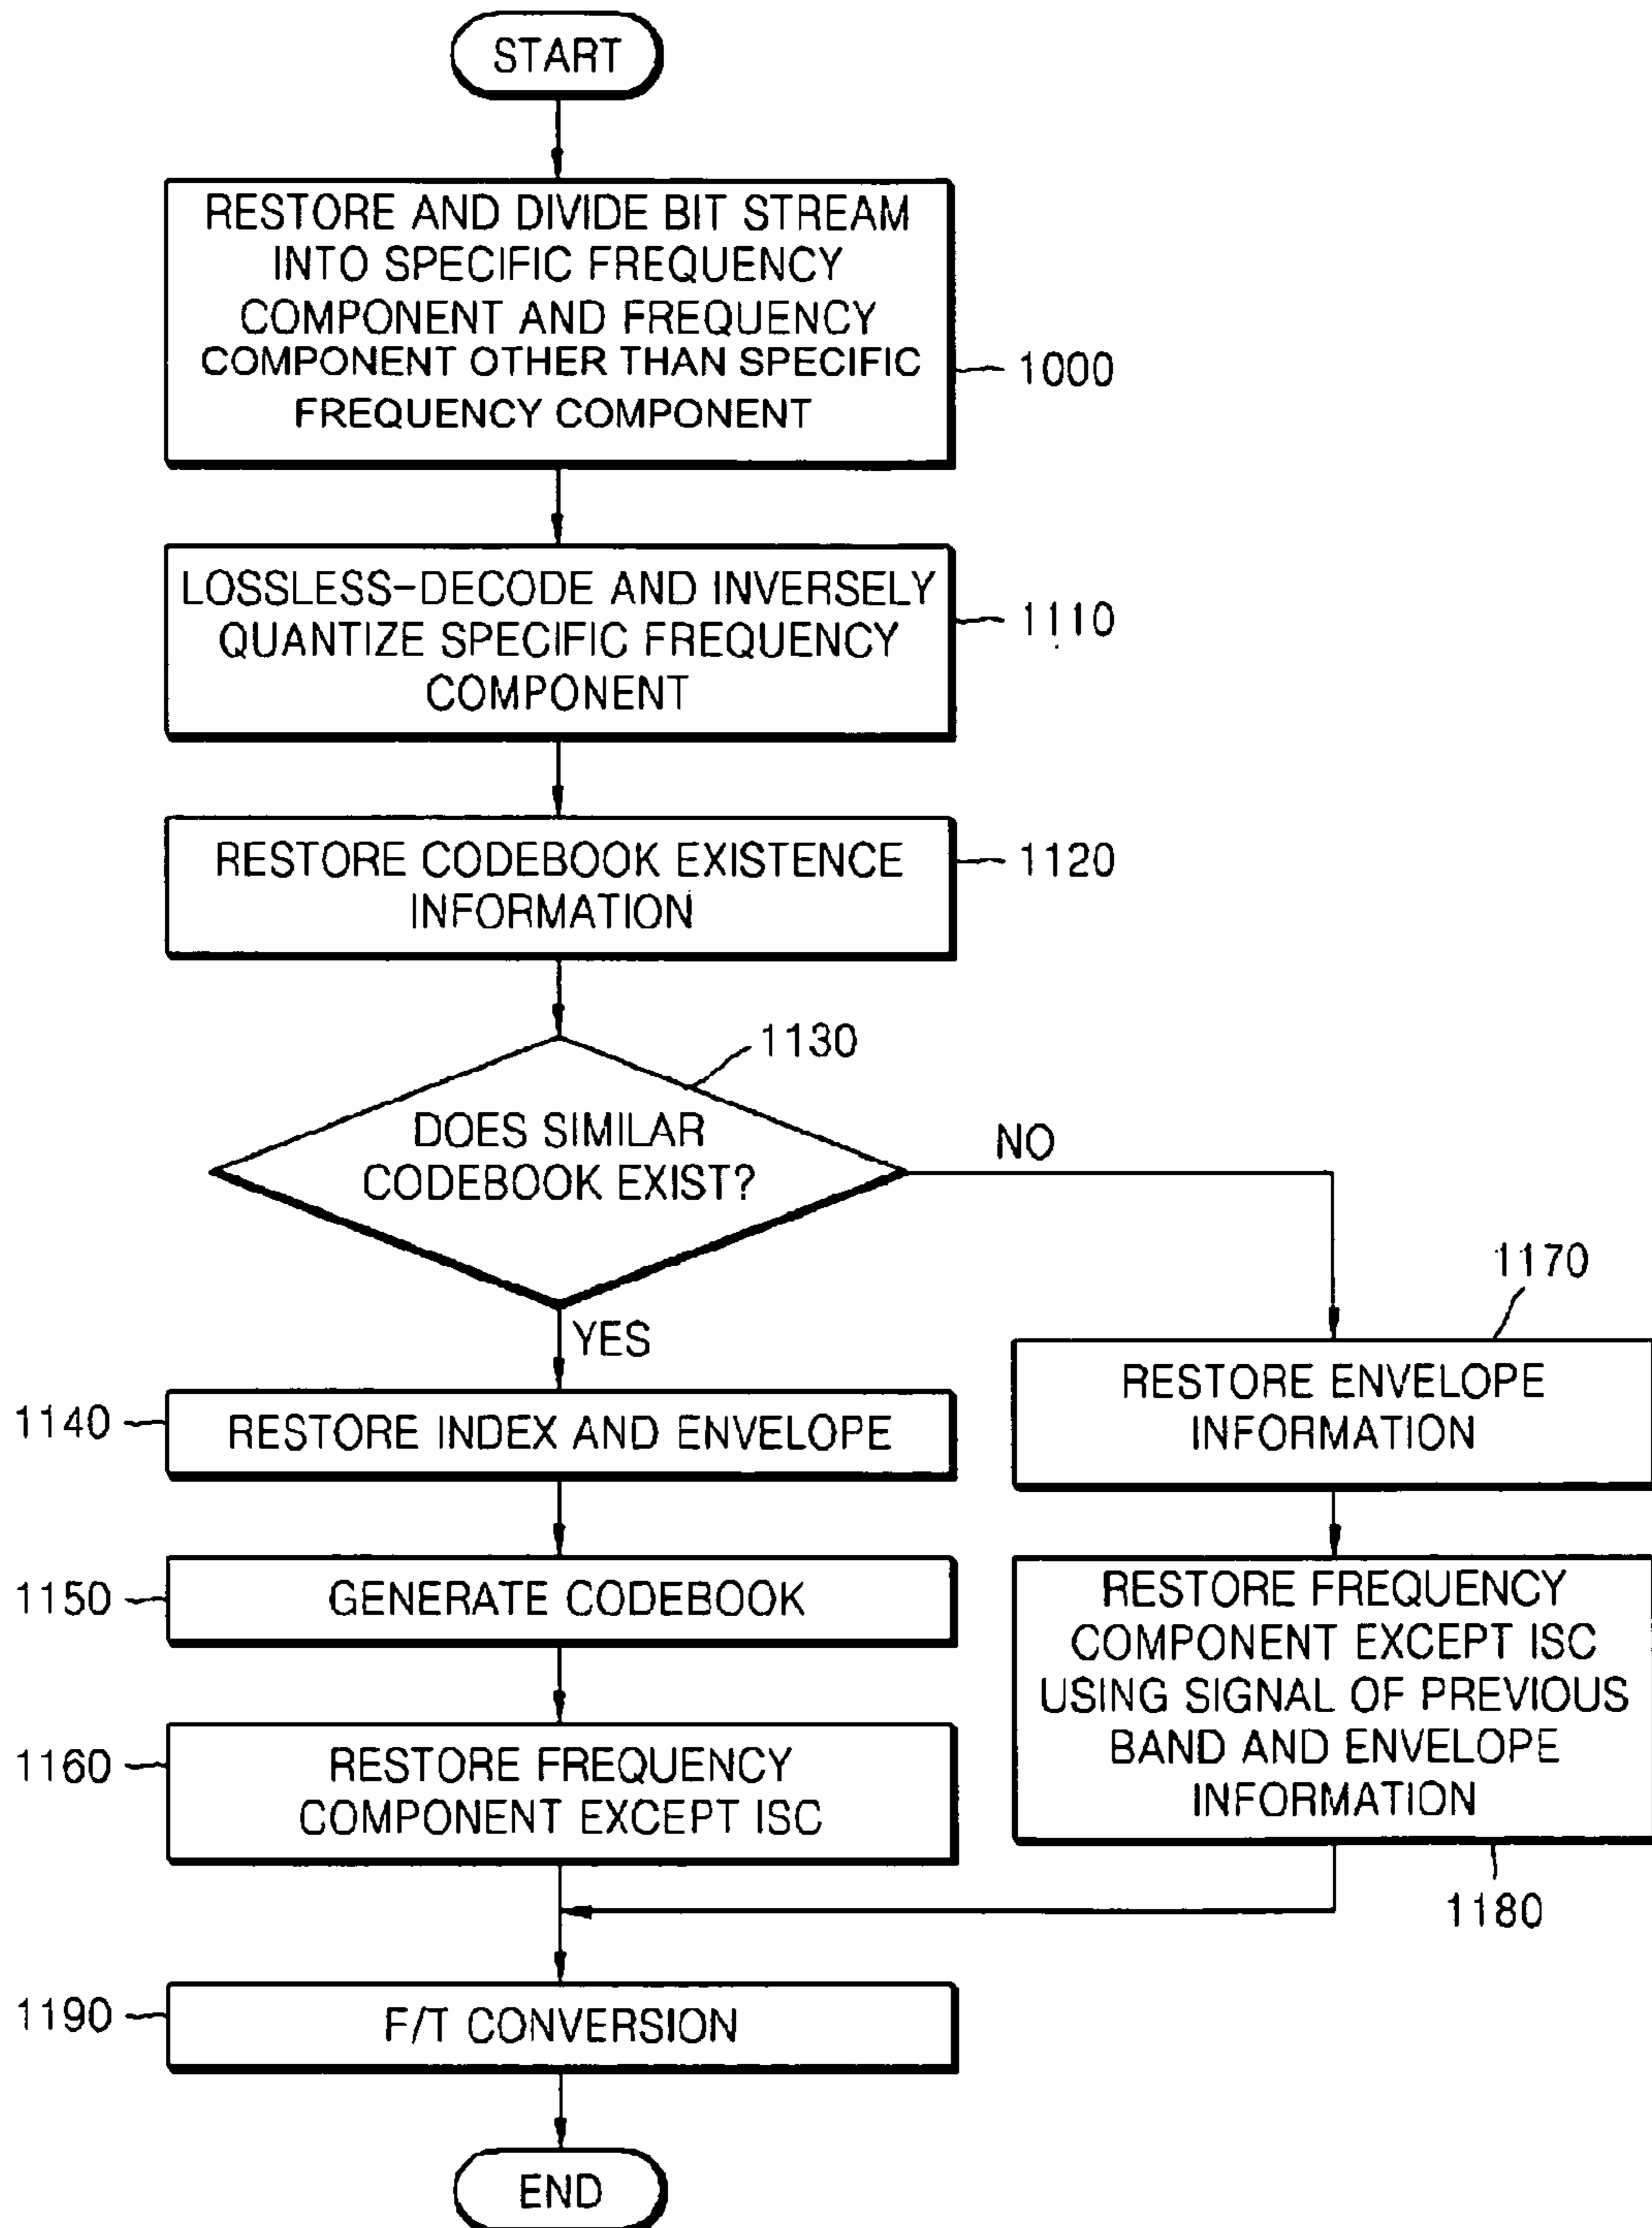 START
RESTORE AND DIVIDE BIT STREAM
INTO SPECIFIC FREQUENCY
COMPONENT AND FREQUENCY
COMPONENT OTHER THAN SPECIFIC
FREQUENCY COMPONENT
1000
LOSSLESS-DECODE AND INVERSELY
QUANTIZE SPECIFIC FREQUENCY
COMPONENT
1110
RESTORE CODEBOOK EXISTENCE
INFORMATION
1120
1130
DOES SIMILAR
CODEBOOK EXIST?
NO
YES
1140
RESTORE INDEX AND ENVELOPE
1150
GENERATE CODEBOOK
1160
RESTORE FREQUENCY
COMPONENT EXCEPT ISC
1170
RESTORE ENVELOPE
INFORMATION
RESTORE FREQUENCY
COMPONENT EXCEPT ISC
USING SIGNAL OF PREVIOUS
BAND AND ENVELOPE
INFORMATION
1180
1190
F/T CONVERSION
END